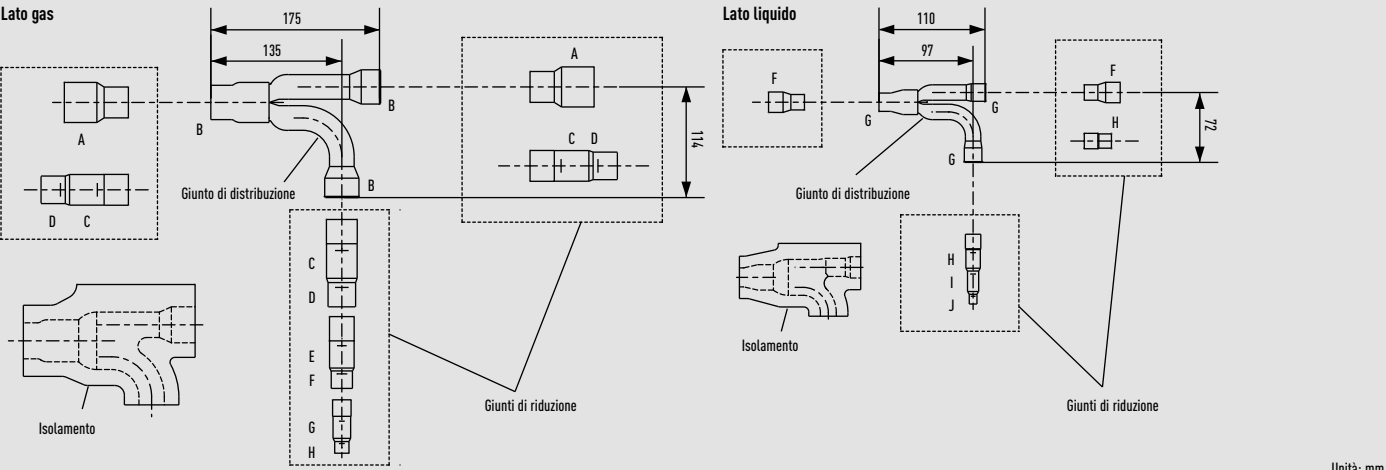 Lato gas
175
135
A
B
B
B
A
D C
Giunto di distribuzione
A
C D
114
C
D
E
F
G
H
Isolamento
Giunti di riduzione
Lato liquido
110
97
F
G
G
G
Giunto di distribuzione
F
H
72
H
I
J
Isolamento
Giunti di riduzione
Unità: mm